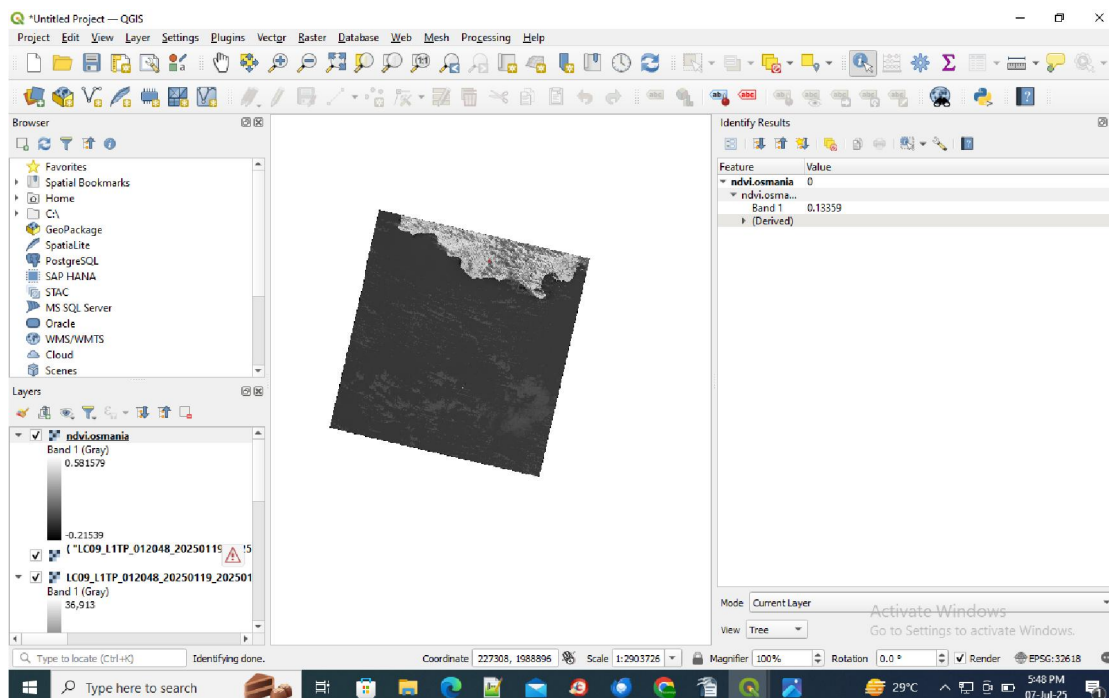 *Untitled Project — QGIS
Project Edit View Layer Settings Plugins Vector Raster Database Web Mesh Processing Help
Browser
Favorites
Spatial Bookmarks
Home
C:\
GeoPackage
SpatiaLite
PostgreSQL
SAP HANA
STAC
MS SQL Server
Oracle
WMS/WMTS
Cloud
Scenes
Layers
ndvi.osmania
Band 1 (Gray)
0.581579
-0.21539
( "LC09_L1TP_012048_20250119
LC09_L1TP_012048_20250119_202501
Band 1 (Gray)
36,913
Identify Results
Feature Value
ndvi.osmania 0
ndvi.osma...
Band 1 0.13359
(Derived)
Mode Current Layer
View Tree
Activate Windows
Go to Settings to activate Windows.
Type to locate (Ctrl+K) Identifying done. Coordinate 227308, 1988896 Scale 1:2903726 Magnifier 100% Rotation 0.0 ° Render EPSG:32618
Type here to search 29°C 5:48 PM
07-Jul-25